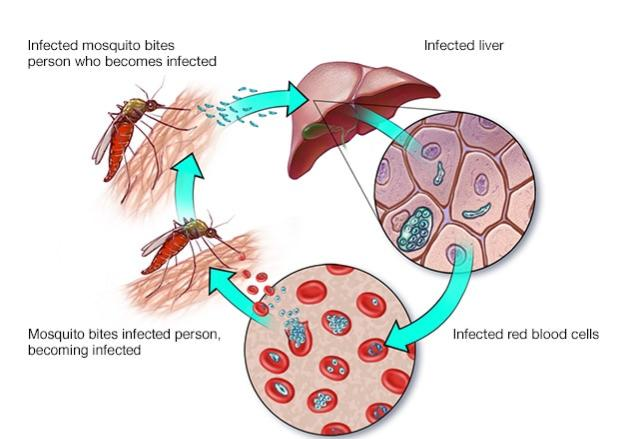 Infected mosquito bites
person who becomes infected
Infected liver
Mosquito bites infected person,
becoming infected
Infected red blood cells